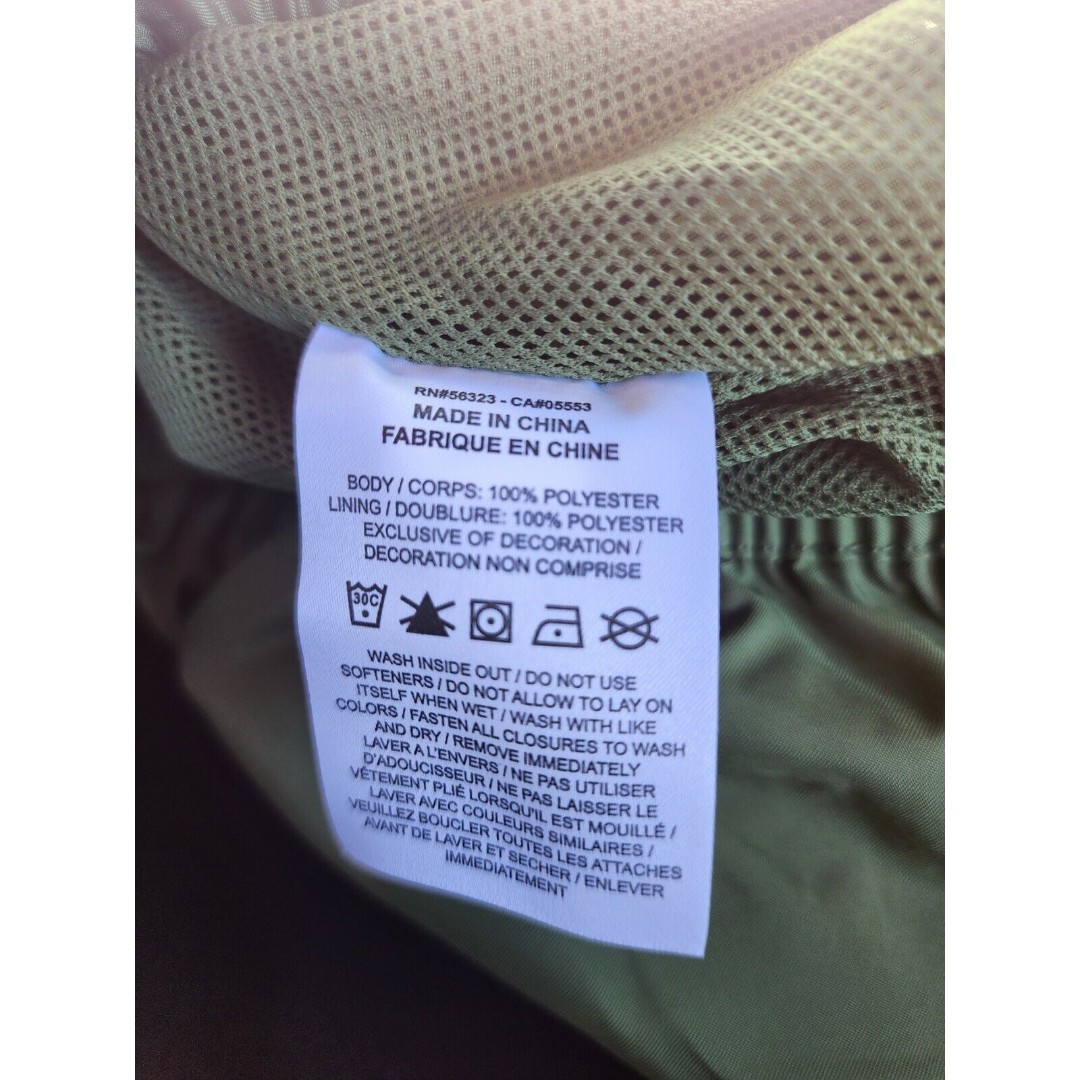 RN#56323 - CA#05553
MADE IN CHINA
FABRIQUE EN CHINE
BODY / CORPS: 100% POLYESTER
LINING / DOUBLURE: 100% POLYESTER
EXCLUSIVE OF DECORATION /
DECORATION NON COMPRISE
30C
WASH INSIDE OUT / DO NOT USE
SOFTENERS / DO NOT ALLOW TO LAY ON
ITSELF WHEN WET / WASH WITH LIKE
COLORS / FASTEN ALL CLOSURES TO WASH
AND DRY / REMOVE IMMEDIATELY
LAVER A L'ENVERS / NE PAS UTILISER
D'ADOUCISSEUR / NE PAS LAISSER LE
VÊTEMENT PLIÉ LORSQU'IL EST MOUILLÉ /
LAVER AVEC COULEURS SIMILAIRES /
VEUILLEZ BOUCLER TOUTES LES ATTACHES
AVANT DE LAVER ET SECHER / ENLEVER
IMMEDIATEMENT